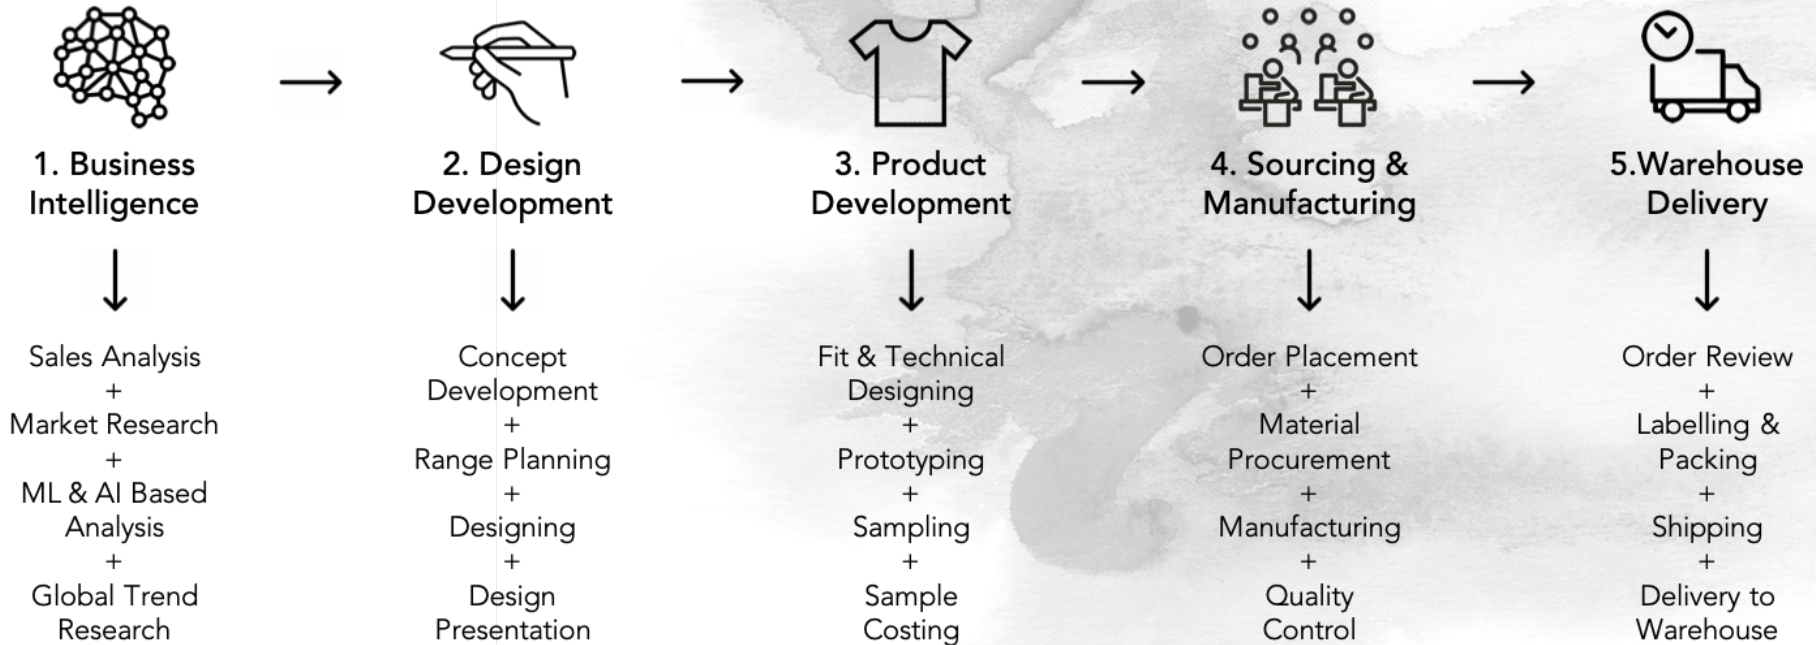 1. Business
Intelligence
2. Design
Development
3. Product
Development
4. Sourcing &
Manufacturing
5.Warehouse
Delivery
Sales Analysis
+
Market Research
+
ML & AI Based
Analysis
+
Global Trend
Research
Concept
Development
+
Range Planning
+
Designing
+
Design
Presentation
Fit & Technical
Designing
+
Prototyping
+
Sampling
+
Sample
Costing
Order Placement
+
Material
Procurement
+
Manufacturing
+
Quality
Control
Order Review
+
Labelling &
Packing
+
Shipping
+
Delivery to
Warehouse